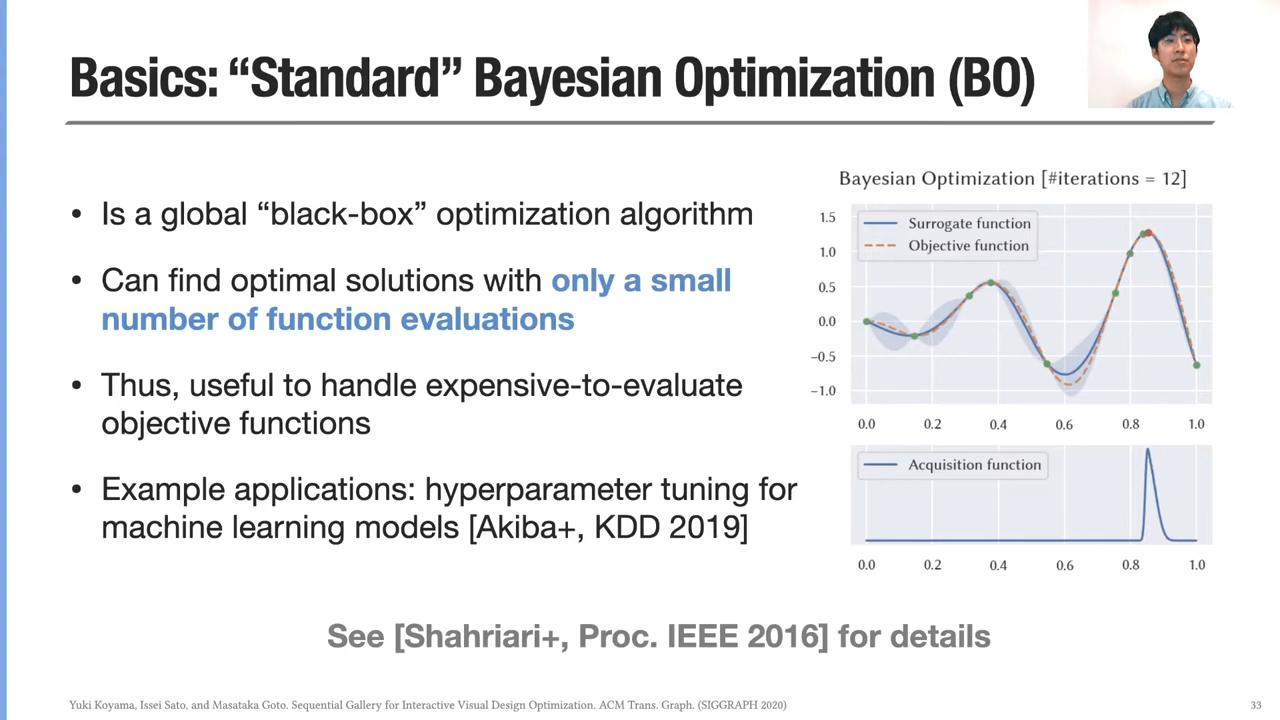 Basics: “Standard” Bayesian Optimization (BO)
• Is a global “black-box” optimization algorithm
• Can find optimal solutions with only a small
number of function evaluations
• Thus, useful to handle expensive-to-evaluate
objective functions
• Example applications: hyperparameter tuning for
machine learning models [Akiba+, KDD 2019]
Bayesian Optimization [#iterations = 12]
Surrogate function
Objective function
1.5
1.0
0.5
0.0
−0.5
−1.0
0.0 0.2 0.4 0.6 0.8 1.0
Acquisition function
0.0 0.2 0.4 0.6 0.8 1.0
See [Shahriari+, Proc. IEEE 2016] for details
Yuki Koyama, Issei Sato, and Masataka Goto. Sequential Gallery for Interactive Visual Design Optimization. ACM Trans. Graph. (SIGGRAPH 2020)
33